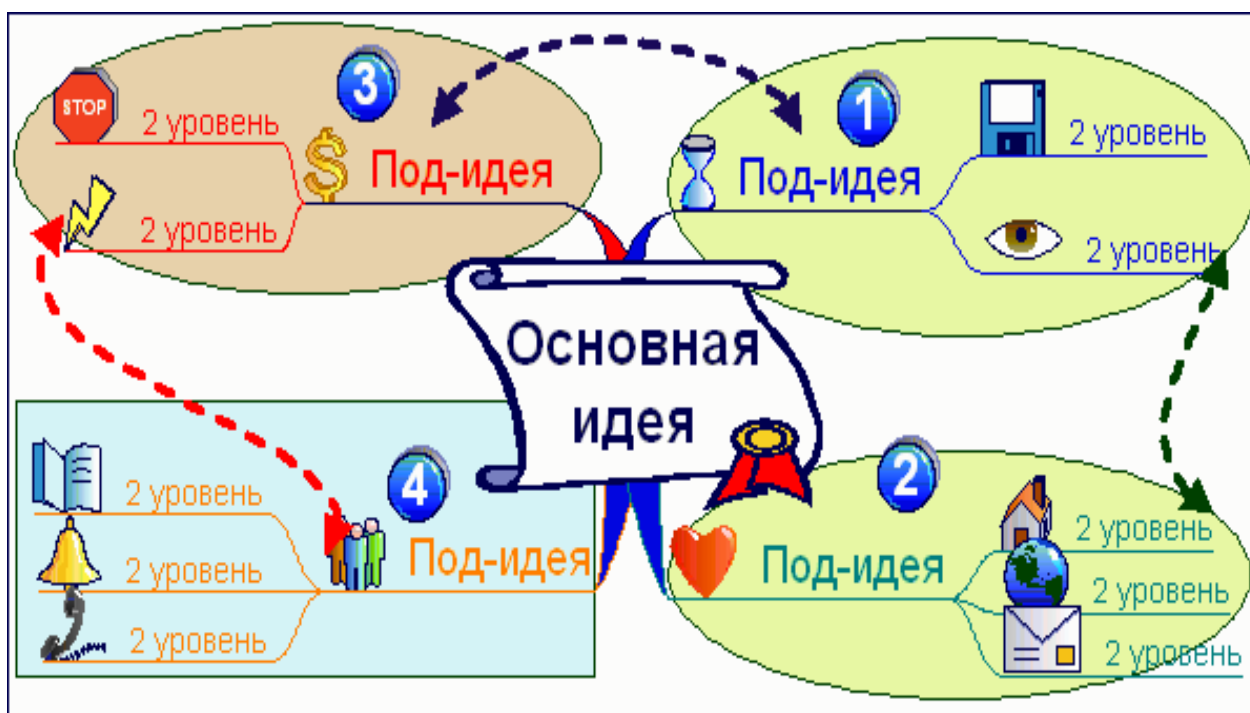 3
STOP
2 уровень
Под-идея
2 уровень
1
2 уровень
Под-идея
2 уровень
Основная
идея
4
2 уровень
Под-идея
2 уровень
2 уровень
2
2 уровень
Под-идея
2 уровень
2 уровень